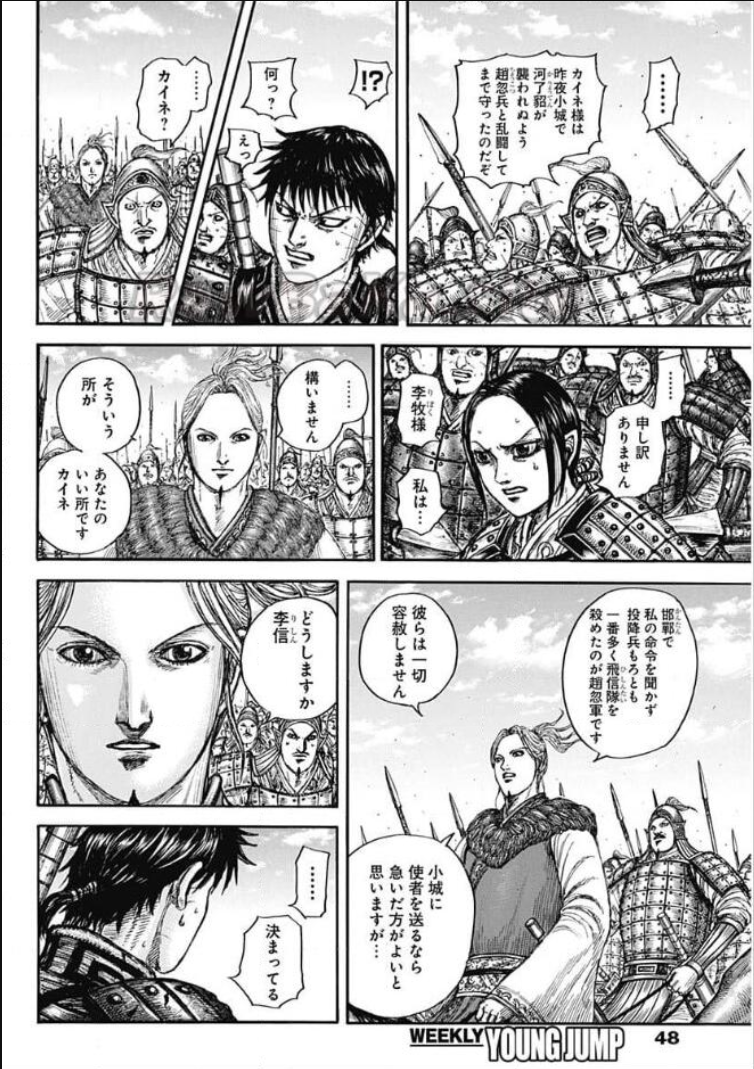 ……
カイネ様は
昨夜小城で
河了貂が
襲われぬよう
趙忽兵と乱闘して
まで守ったのだぞ
!?
何っ?
えっ
……
カイネ?
……
申し訳
ありません
李牧様
私は…
……
構いません
そういう
所が
あなたの
いい所です
カイネ
邯鄲で
私の命令を聞かず
投降兵もろとも
一番多く飛信隊を
殺めたのが趙忽軍です
彼らは一切
容赦しません
小城に
使者を送るなら
急いだ方がよいと
思いますが…
どうしますか
李信
……
決まってる
WEEKLY YOUNG JUMP 48